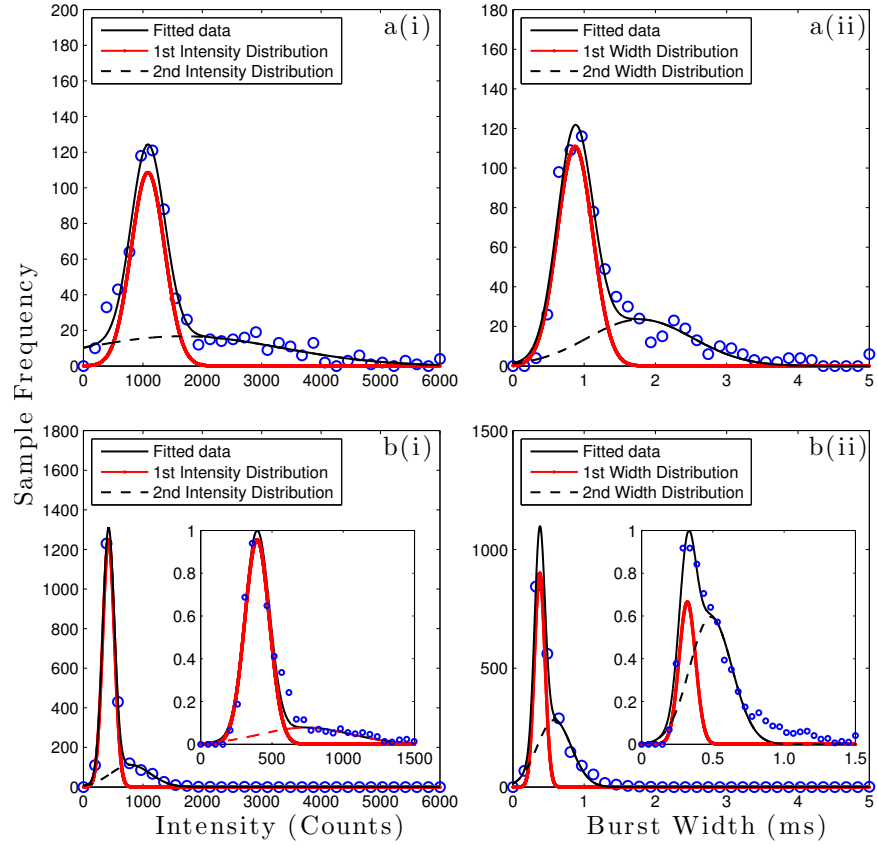 a(i)
Fitted data
1st Intensity Distribution
2nd Intensity Distribution
200
180
160
140
120
100
80
60
40
20
0
0 1000 2000 3000 4000 5000 6000
a(ii)
Fitted data
1st Width Distribution
2nd Width Distribution
180
160
140
120
100
80
60
40
20
0
0 1 2 3 4 5
Sample Frequency
b(i)
Fitted data
1st Intensity Distribution
2nd Intensity Distribution
1800
1600
1400
1200
1000
800
600
400
200
0
0 1000 2000 3000 4000 5000 6000
1
0.8
0.6
0.4
0.2
0
0 5000 1000 1500
Intensity (Counts)
b(ii)
Fitted data
1st Width Distribution
2nd Width Distribution
1500
1000
500
0
0 1 2 3 4 5
1
0.8
0.6
0.4
0.2
0
0 0.5 1.0 1.5
Burst Width (ms)